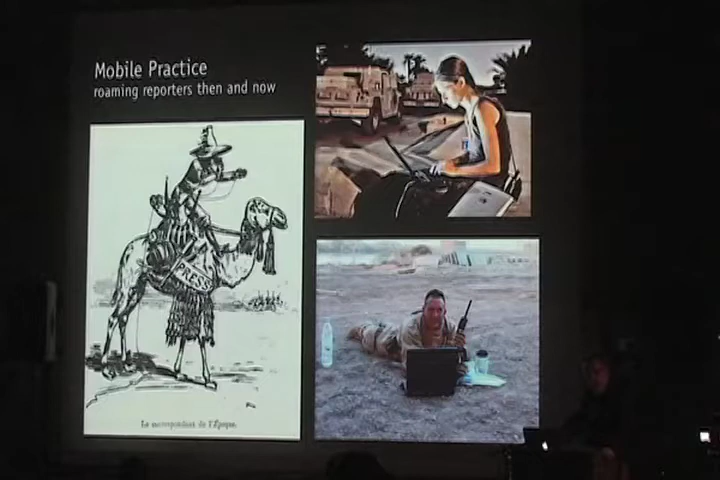 Mobile Practice
roaming reporters then and now
PRESS
Le correspondant de l'Époque.